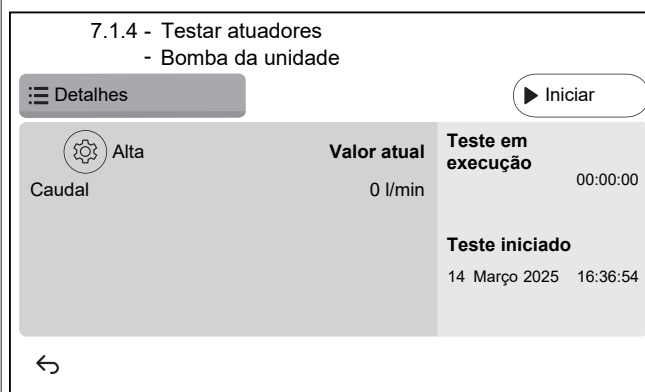 7.1.4 - Testar atuadores
- Bomba da unidade
Detalhes
Iniciar
Alta
Valor atual
Caudal
0 l/min
Teste em
execução
00:00:00
Teste iniciado
14 Março 2025 16:36:54